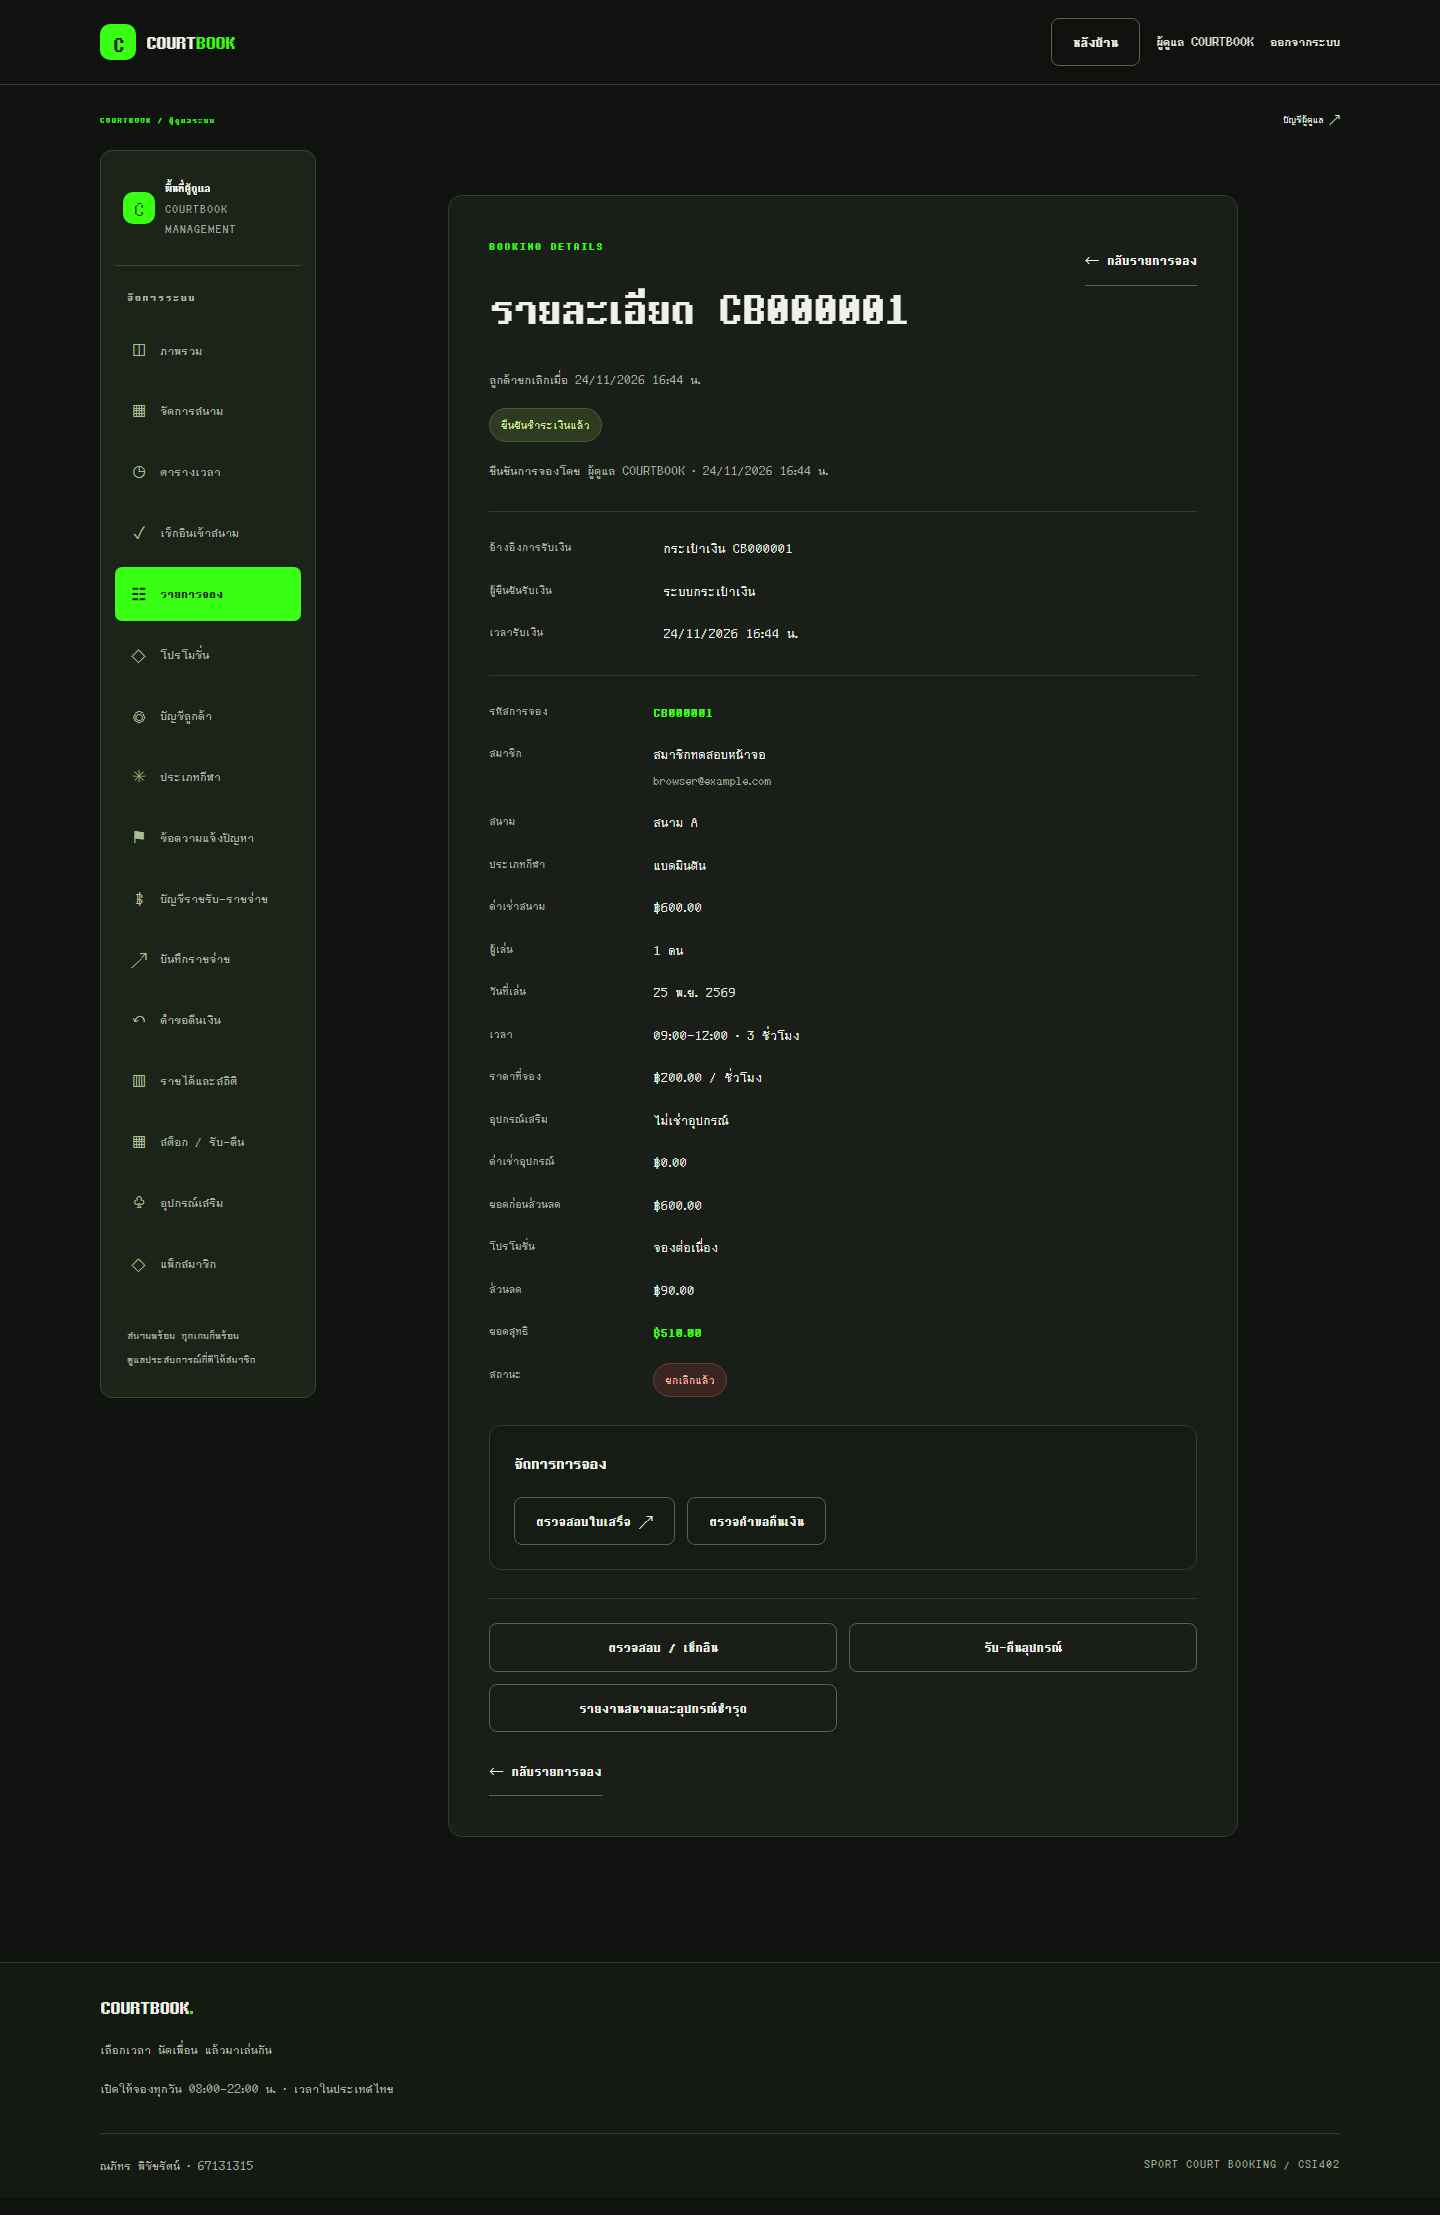 C COURTBOOK
หลังบ้าน
ผู้ดูแล COURTBOOK
ออกจากระบบ
COURTBOOK / ผู้ดูแลระบบ
บัญชีผู้ดูแล ↗
C
พื้นที่ผู้ดูแล
COURTBOOK
MANAGEMENT
จัดการระบบ
ภาพรวม
จัดการสนาม
ตารางเวลา
เช็กอินเข้าสนาม
รายการจอง
โปรโมชั่น
บัญชีลูกค้า
ประเภทกีฬา
ข้อความแจ้งปัญหา
บัญชีรายรับ-รายจ่าย
บันทึกรายจ่าย
คำขอคืนเงิน
รายได้และสถิติ
สต็อก / รับ-คืน
อุปกรณ์เสริม
แพ็กสมาชิก
สนามพร้อม ทุกเกมก็พร้อม
ดูแลประสบการณ์ที่ดีให้สมาชิก
BOOKING DETAILS
← กลับรายการจอง
รายละเอียด CB000001
ลูกค้ายกเลิกเมื่อ 24/11/2026 16:44 น.
ยืนยันชำระเงินแล้ว
ยืนยันการจองโดย ผู้ดูแล COURTBOOK · 24/11/2026 16:44 น.
อ้างอิงการรับเงิน กระเป๋าเงิน CB000001
ผู้ยืนยันรับเงิน ระบบกระเป๋าเงิน
เวลารับเงิน 24/11/2026 16:44 น.
รหัสการจอง CB000001
สมาชิก สมาชิกทดสอบหน้าจอ
browser@example.com
สนาม สนาม A
ประเภทกีฬา แบดมินตัน
ค่าเช่าสนาม ฿600.00
ผู้เล่น 1 คน
วันที่เล่น 25 พ.ย. 2569
เวลา 09:00-12:00 · 3 ชั่วโมง
ราคาที่จอง ฿200.00 / ชั่วโมง
อุปกรณ์เสริม ไม่เช่าอุปกรณ์
ค่าเช่าอุปกรณ์ ฿0.00
ยอดก่อนส่วนลด ฿600.00
โปรโมชั่น จองต่อเนื่อง
ส่วนลด ฿90.00
ยอดสุทธิ ฿510.00
สถานะ ยกเลิกแล้ว
จัดการการจอง
ตรวจสอบใบเสร็จ ↗
ตรวจคำขอคืนเงิน
ตรวจสอบ / เช็กอิน
รับ-คืนอุปกรณ์
รายงานสนามและอุปกรณ์ชำรุด
← กลับรายการจอง
COURTBOOK.
เลือกเวลา นัดเพื่อน แล้วมาเล่นกัน
เปิดให้จองทุกวัน 08:00-22:00 น. · เวลาในประเทศไทย
ณภัทร พิชัยรัตน์ · 67131315
SPORT COURT BOOKING / CSI402